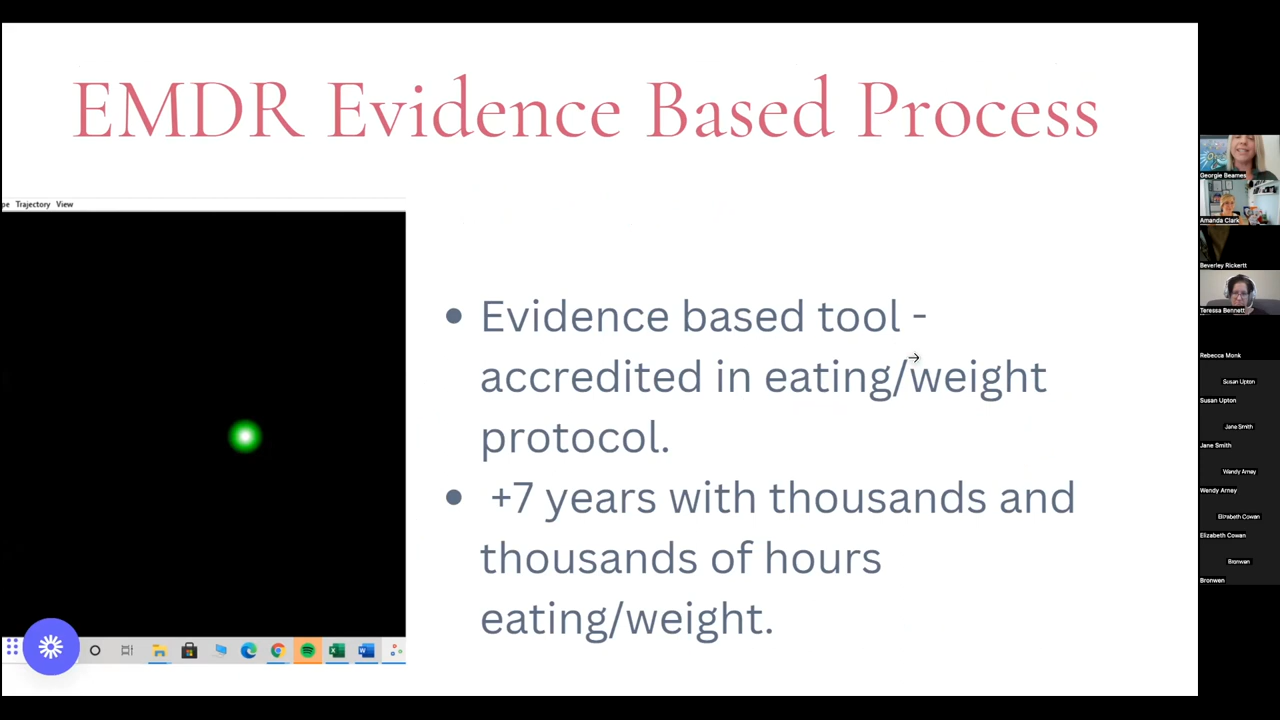 EMDR Evidence Based Process
pe Trajectory View
• Evidence based tool -
accredited in eating/weight
protocol.
• +7 years with thousands and
thousands of hours
eating/weight.
Georgie Beames
Amanda Clark
Beverley Rickertt
Teressa Bennett
Rebecca Monk
Susan Upton
Susan Upton
Jane Smith
Jane Smith
Wendy Arney
Wendy Arney
Elizabeth Cowan
Elizabeth Cowan
Bronwen
Bronwen